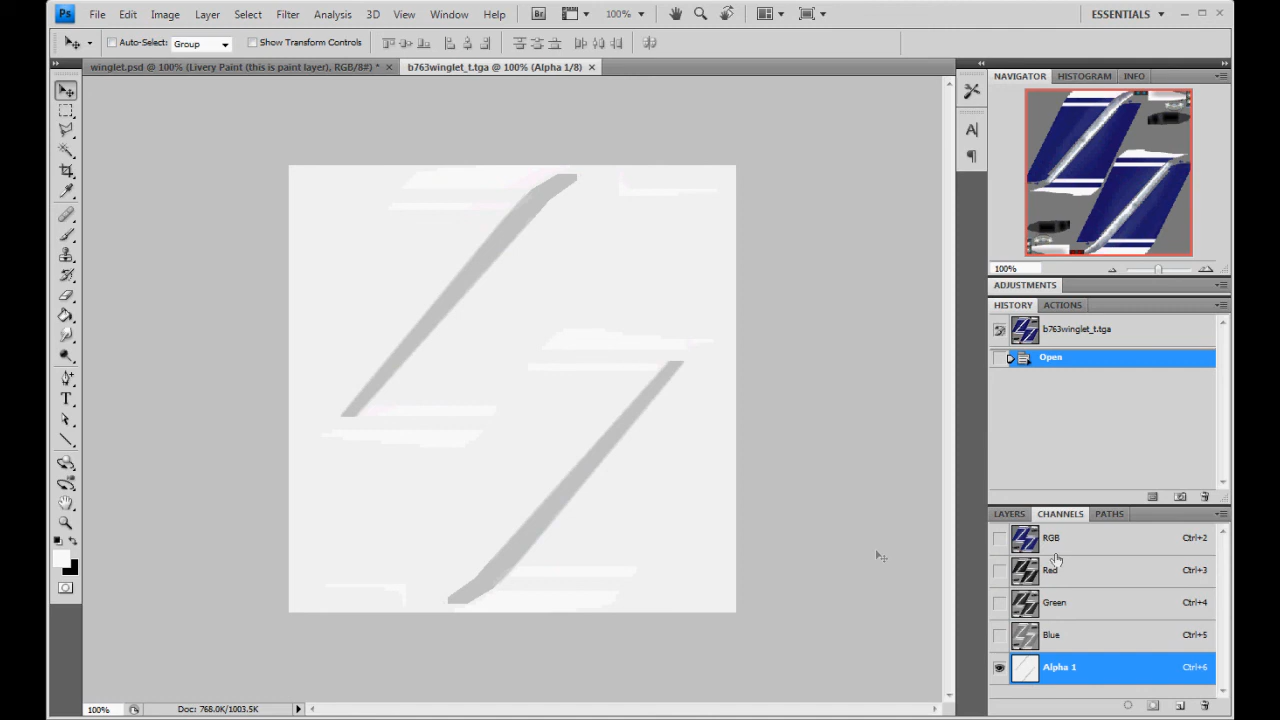 Ps File Edit Image Layer Select Filter Analysis 3D View Window Help Br 100% ESSENTIALS
Auto-Select: Group Show Transform Controls
winglet.psd @ 100% (Livery Paint (this is paint layer), RGB/8#) * b763winglet_t.tga @ 100% (Alpha 1/8)
NAVIGATOR HISTOGRAM INFO
100%
ADJUSTMENTS
HISTORY ACTIONS
b763winglet_t.tga
Open
LAYERS CHANNELS PATHS
RGB Ctrl+2
Red Ctrl+3
Green Ctrl+4
Blue Ctrl+5
Alpha 1 Ctrl+6
100% Doc: 768.0K/1003.5K